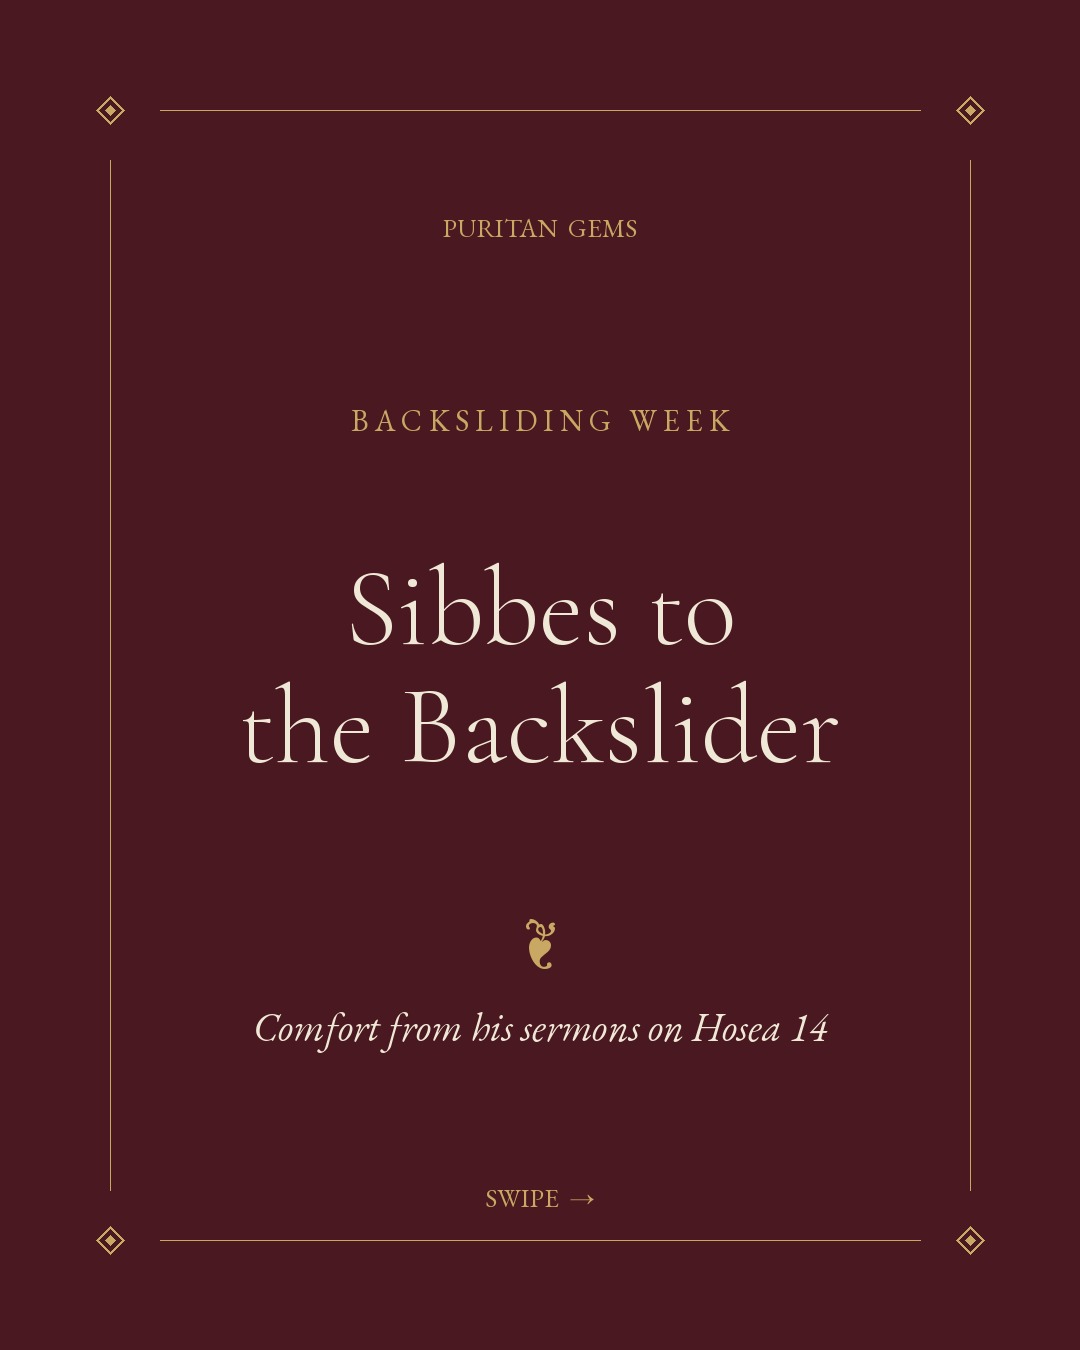 PURITAN GEMS
BACKSLIDING WEEK
Sibbes to
the Backslider
❦
Comfort from his sermons on Hosea 14
SWIPE →